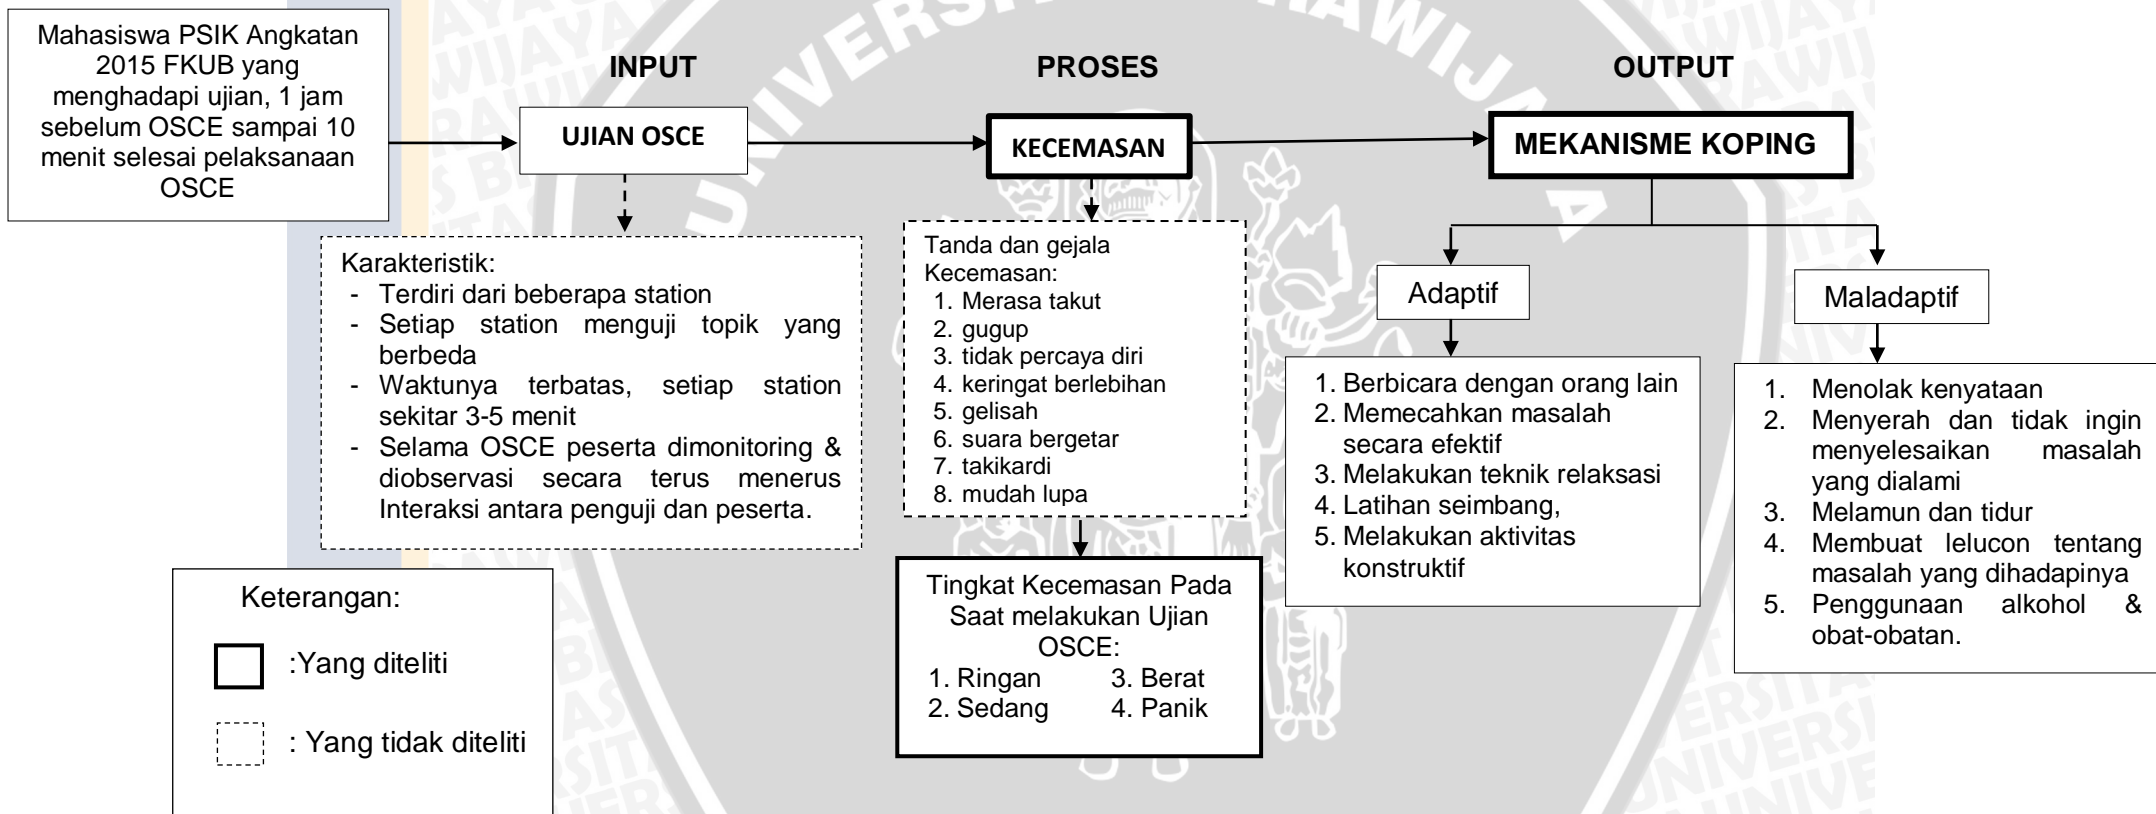 Mahasiswa PSIK Angkatan
2015 FKUB yang
menghadapi ujian, 1 jam
sebelum OSCE sampai 10
menit selesai pelaksanaan
OSCE
INPUT
UJIAN OSCE
Karakteristik:
- Terdiri dari beberapa station
- Setiap station menguji topik yang
berbeda
- Waktunya terbatas, setiap station
sekitar 3-5 menit
- Selama OSCE peserta dimonitoring &
diobservasi secara terus menerus
Interaksi antara penguji dan peserta.
PROSES
KECEMASAN
Tanda dan gejala
Kecemasan:
1. Merasa takut
2. gugup
3. tidak percaya diri
4. keringat berlebihan
5. gelisah
6. suara bergetar
7. takikardi
8. mudah lupa
Tingkat Kecemasan Pada
Saat melakukan Ujian
OSCE:
1. Ringan 3. Berat
2. Sedang 4. Panik
OUTPUT
MEKANISME KOPING
Adaptif
1. Berbicara dengan orang lain
2. Memecahkan masalah
secara efektif
3. Melakukan teknik relaksasi
4. Latihan seimbang,
5. Melakukan aktivitas
konstruktif
Maladaptif
1. Menolak kenyataan
2. Menyerah dan tidak ingin
menyelesaikan masalah
yang dialami
3. Melamun dan tidur
4. Membuat lelucon tentang
masalah yang dihadapinya
5. Penggunaan alkohol &
obat-obatan.
Keterangan:
:Yang diteliti
: Yang tidak diteliti